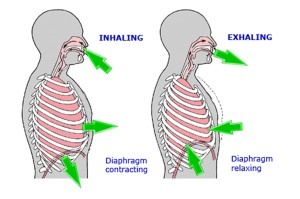 INHALING
EXHALING
Diaphragm
contracting
Diaphragm
relaxing